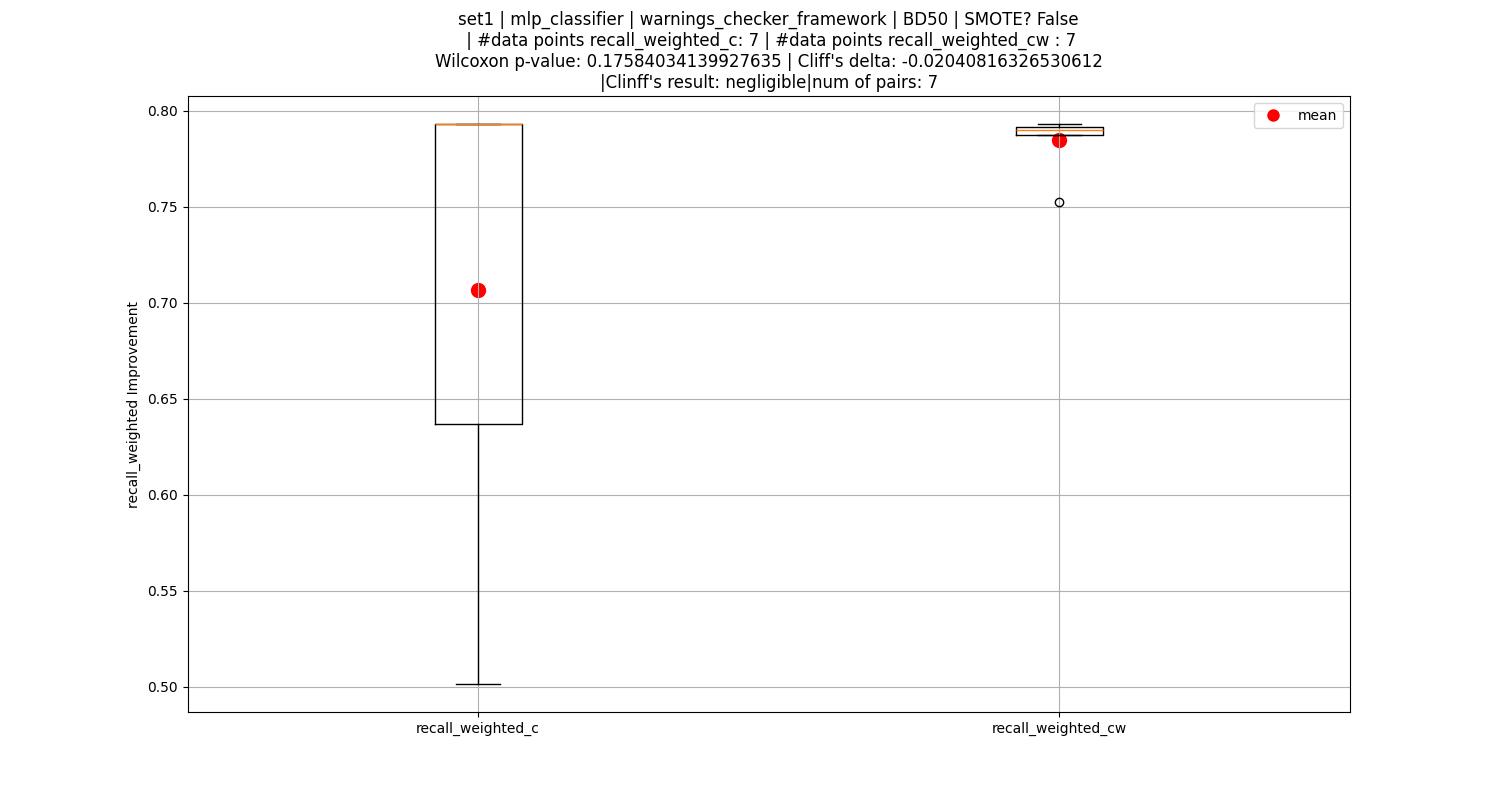 set1 | mlp_classifier | warnings_checker_framework | BD50 | SMOTE? False
| #data points recall_weighted_c: 7 | #data points recall_weighted_cw : 7
Wilcoxon p-value: 0.17584034139927635 | Cliff's delta: -0.02040816326530612
|Clinff's result: negligible|num of pairs: 7
mean
0.80
0.75
0.70
0.65
0.60
0.55
0.50
recall_weighted Improvement
recall_weighted_c
recall_weighted_cw